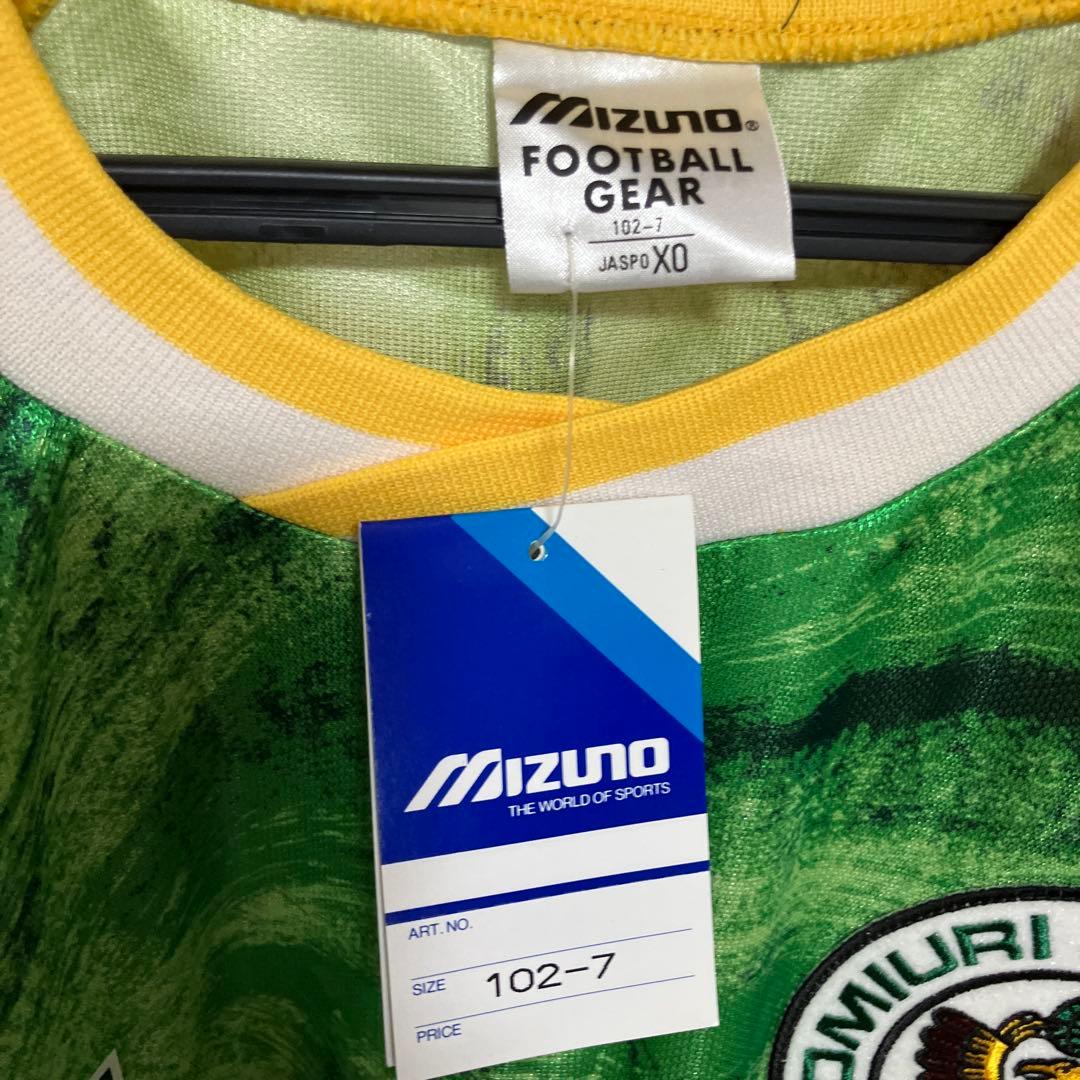 MIZUNO®
FOOTBALL
GEAR
102-7
JASPO XO
MIZUNO
THE WORLD OF SPORTS
ART. NO.
SIZE 102-7
PRICE
OMIURI